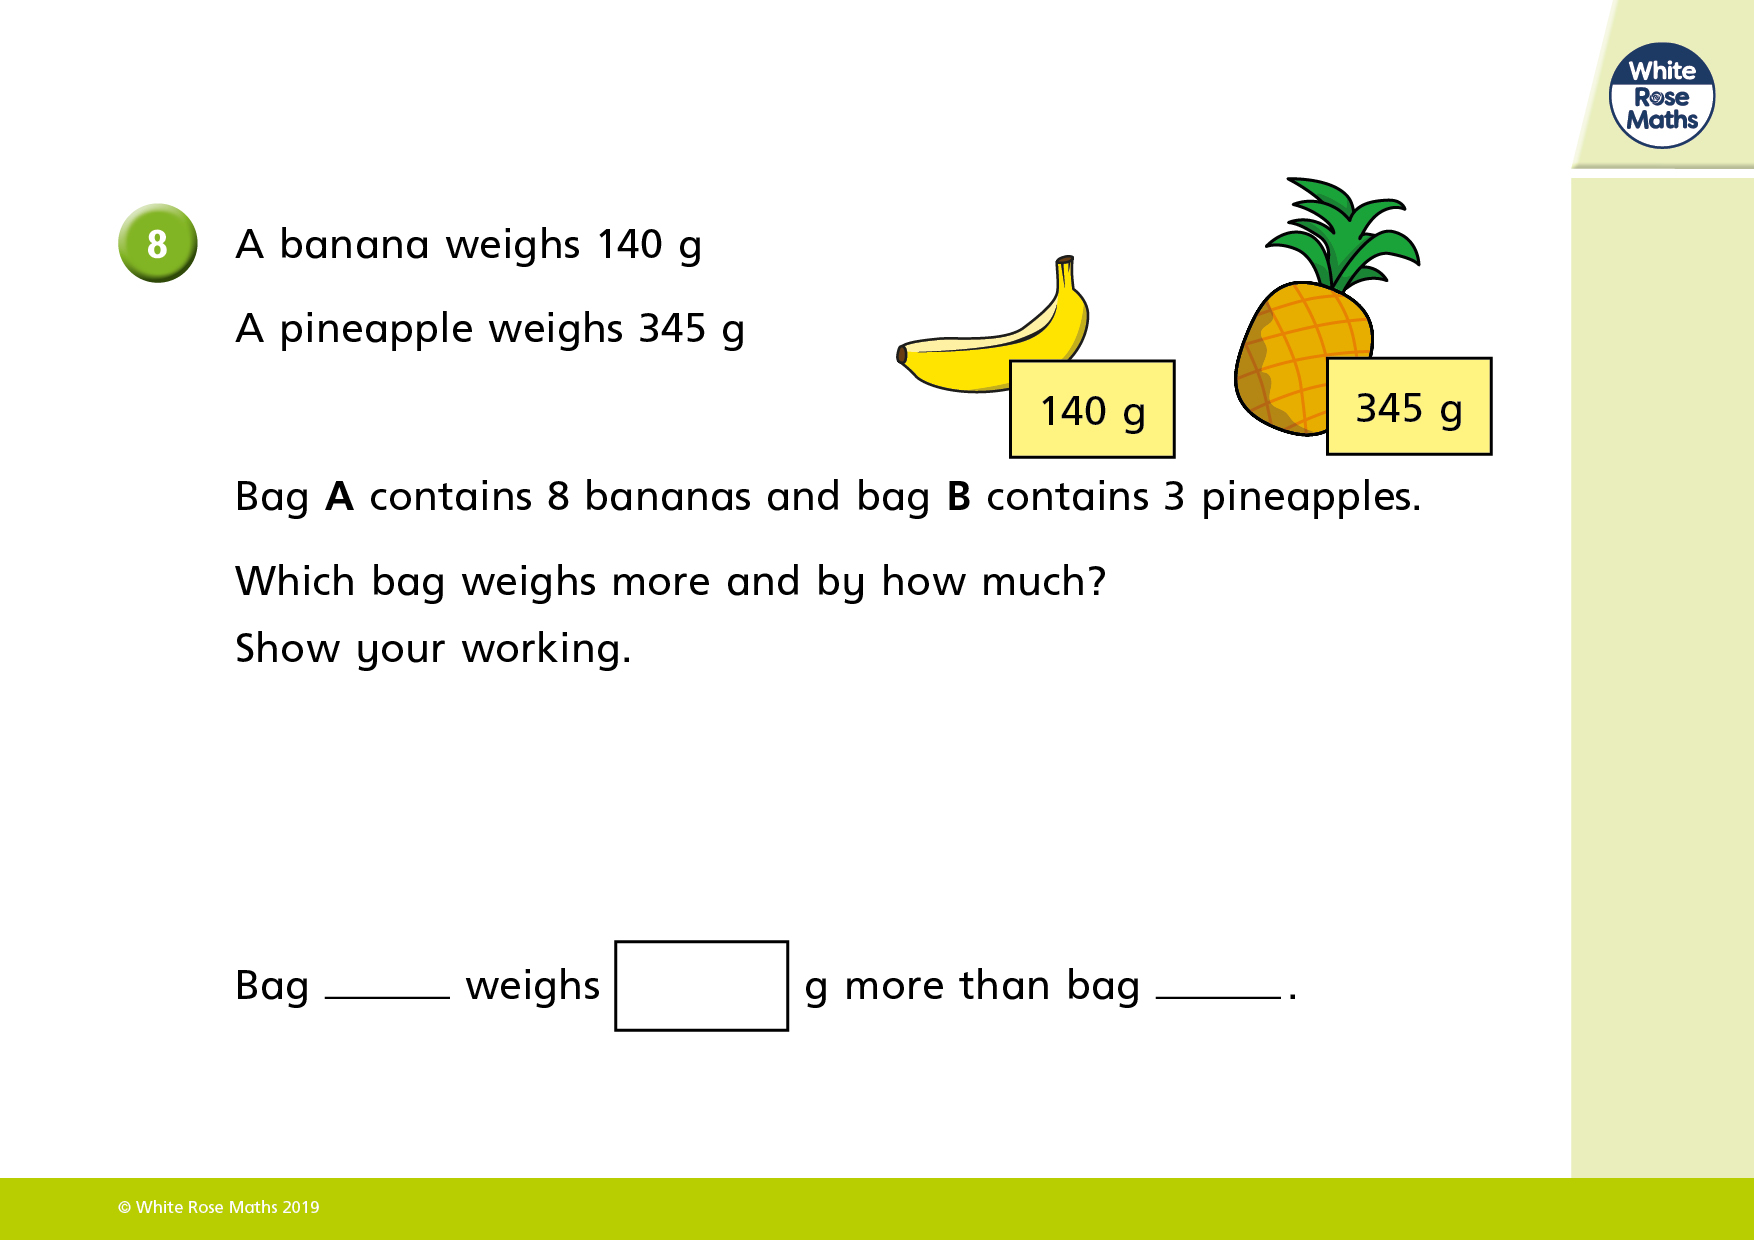 White
Rose
Maths
8 A banana weighs 140 g
A pineapple weighs 345 g
140 g
345 g
Bag A contains 8 bananas and bag B contains 3 pineapples.
Which bag weighs more and by how much?
Show your working.
Bag ______ weighs g more than bag ______.
© White Rose Maths 2019